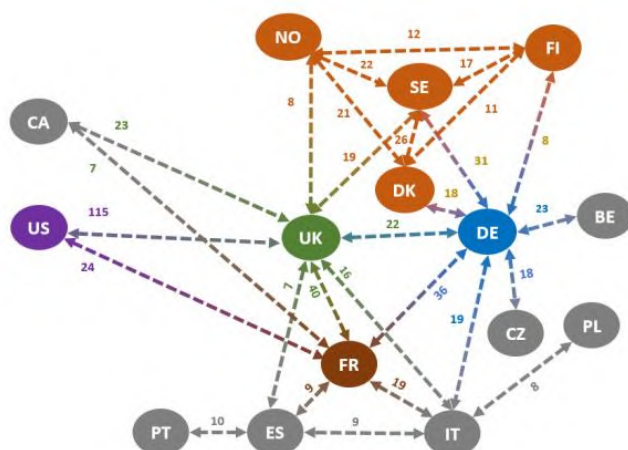 NO
12
FI
22
17
SE
CA
23
8
21
11
7
19
26
31
8
DK
18
US
115
UK
22
DE
23
BE
24
7
40
16
36
18
19
CZ
PL
FR
9
19
8
PT
10
ES
9
IT